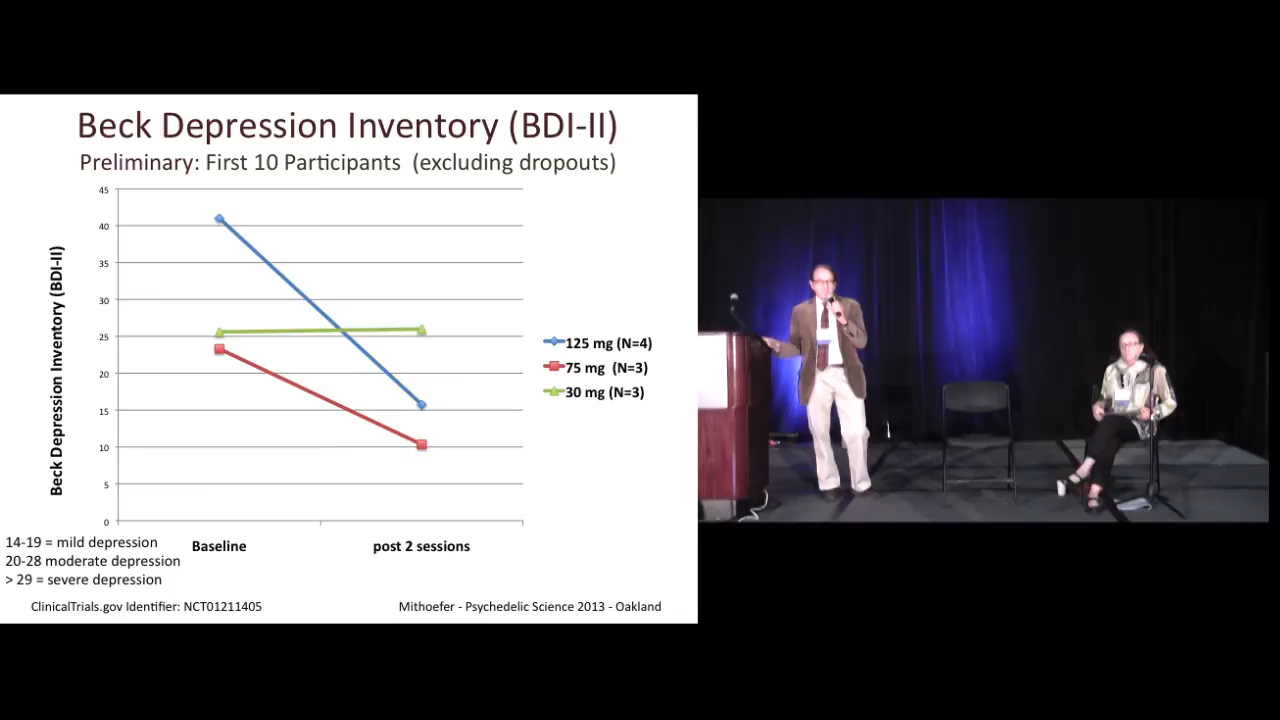 Beck Depression Inventory (BDI-II)
Preliminary: First 10 Participants (excluding dropouts)
45
40
35
30
25
20
15
10
5
0
Beck Depression Inventory (BDI-II)
125 mg (N=4)
75 mg (N=3)
30 mg (N=3)
Baseline
post 2 sessions
14-19 = mild depression
20-28 moderate depression
> 29 = severe depression
ClinicalTrials.gov Identifier: NCT01211405
Mithoefer - Psychedelic Science 2013 - Oakland